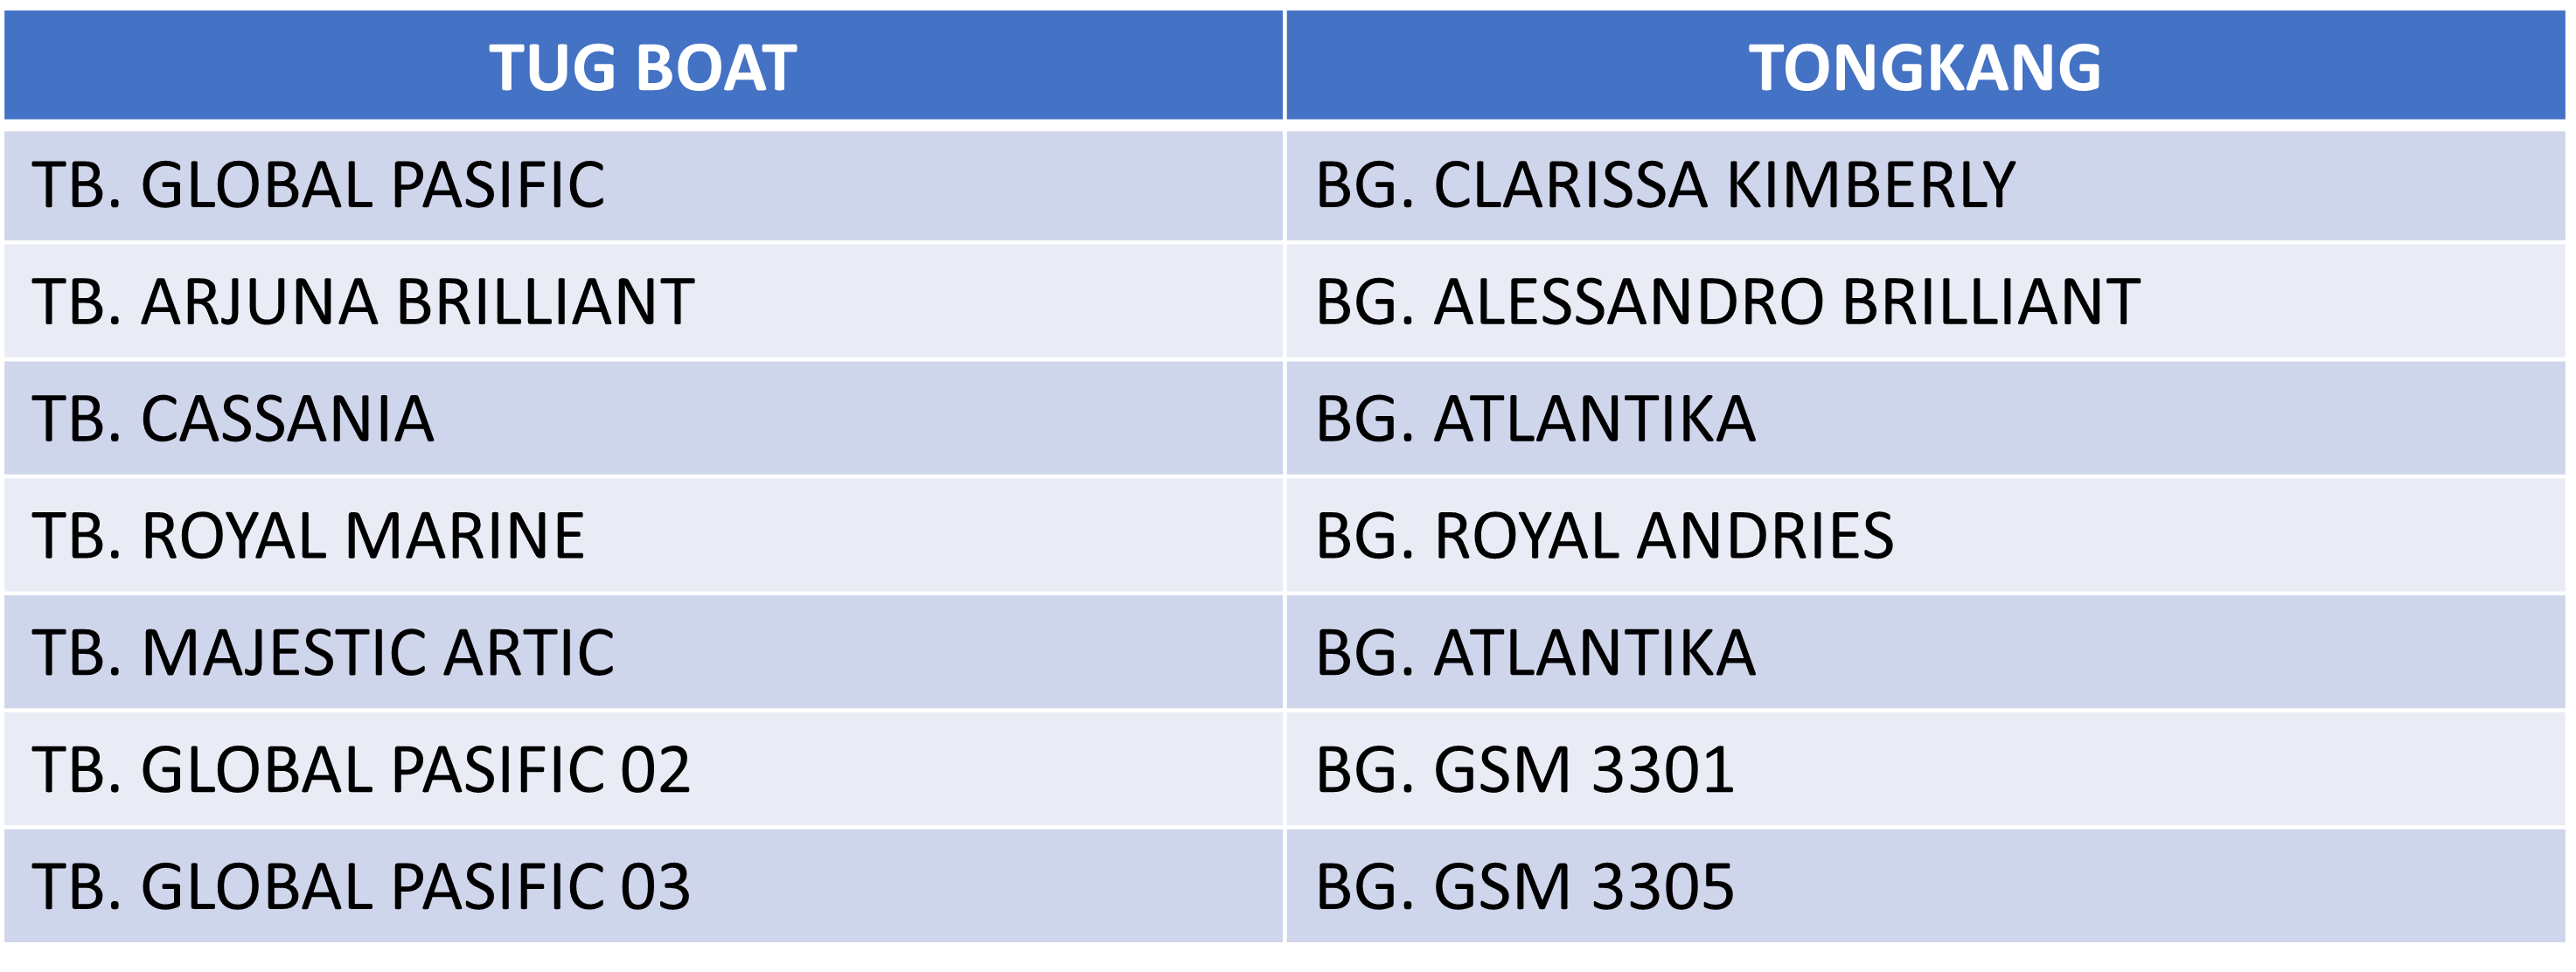 TUG BOAT TONGKANG
TB. GLOBAL PASIFIC BG. CLARISSA KIMBERLY
TB. ARJUNA BRILLIANT BG. ALESSANDRO BRILLIANT
TB. CASSANIA BG. ATLANTIKA
TB. ROYAL MARINE BG. ROYAL ANDRIES
TB. MAJESTIC ARTIC BG. ATLANTIKA
TB. GLOBAL PASIFIC 02 BG. GSM 3301
TB. GLOBAL PASIFIC 03 BG. GSM 3305